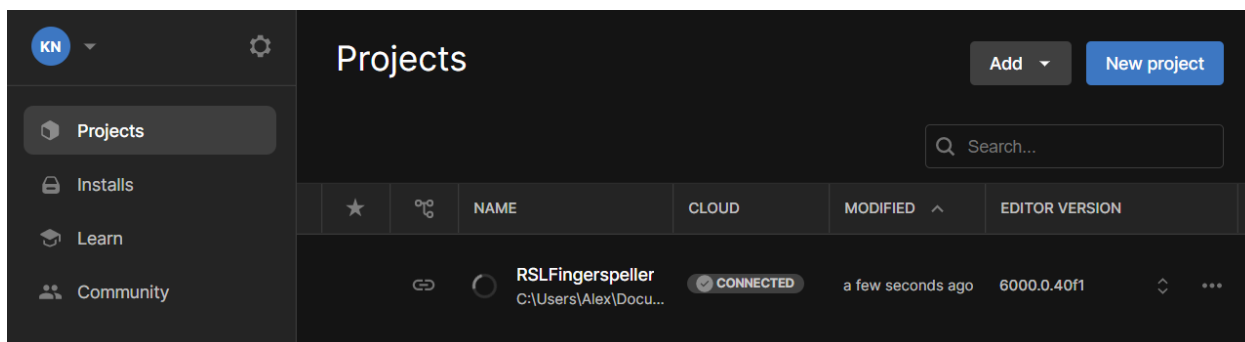 KN
Projects
Installs
Learn
Community
Projects
Add
New project
Search...
NAME CLOUD MODIFIED EDITOR VERSION
RSLFingerspeller CONNECTED a few seconds ago 6000.0.40f1
C:\Users\Alex\Docu...